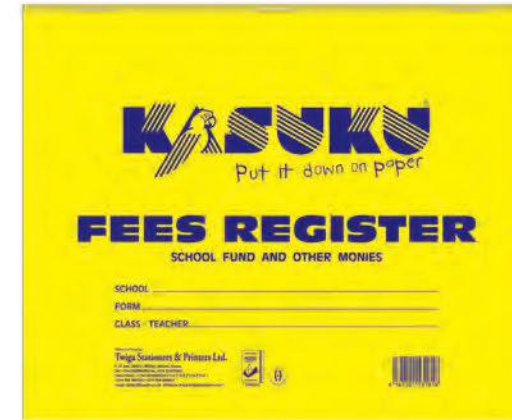 KASUKU
Put it down on paper
FEES REGISTER
SCHOOL FUND AND OTHER MONIES
SCHOOL
FORM
CLASS - TEACHER
Twiga Stationers & Printers Ltd.